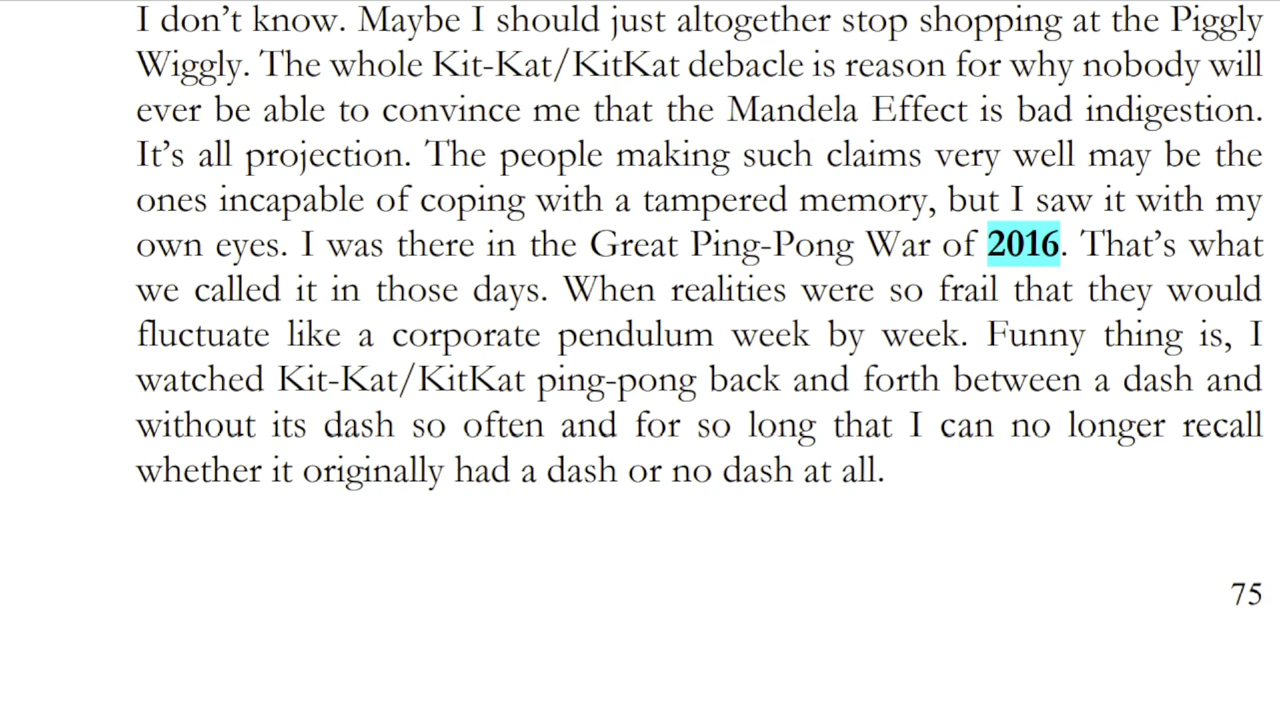 I don’t know. Maybe I should just altogether stop shopping at the Piggly
Wiggly. The whole Kit-Kat/KitKat debacle is reason for why nobody will
ever be able to convince me that the Mandela Effect is bad indigestion.
It’s all projection. The people making such claims very well may be the
ones incapable of coping with a tampered memory, but I saw it with my
own eyes. I was there in the Great Ping-Pong War of 2016. That’s what
we called it in those days. When realities were so frail that they would
fluctuate like a corporate pendulum week by week. Funny thing is, I
watched Kit-Kat/KitKat ping-pong back and forth between a dash and
without its dash so often and for so long that I can no longer recall
whether it originally had a dash or no dash at all.
75